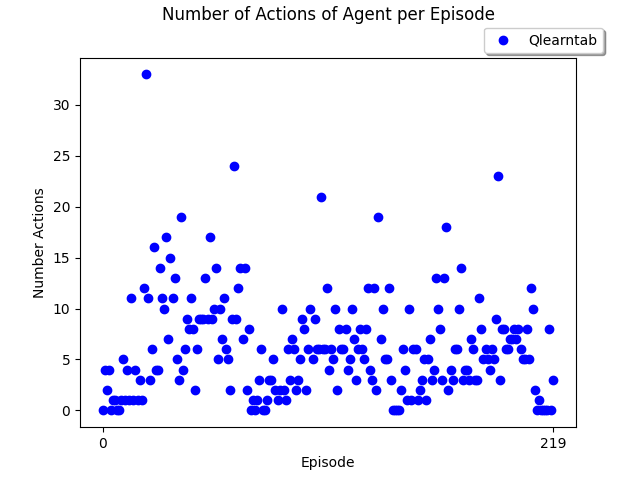 Number of Actions of Agent per Episode
Qlearntab
30
25
20
15
10
5
0
Number Actions
0 219
Episode